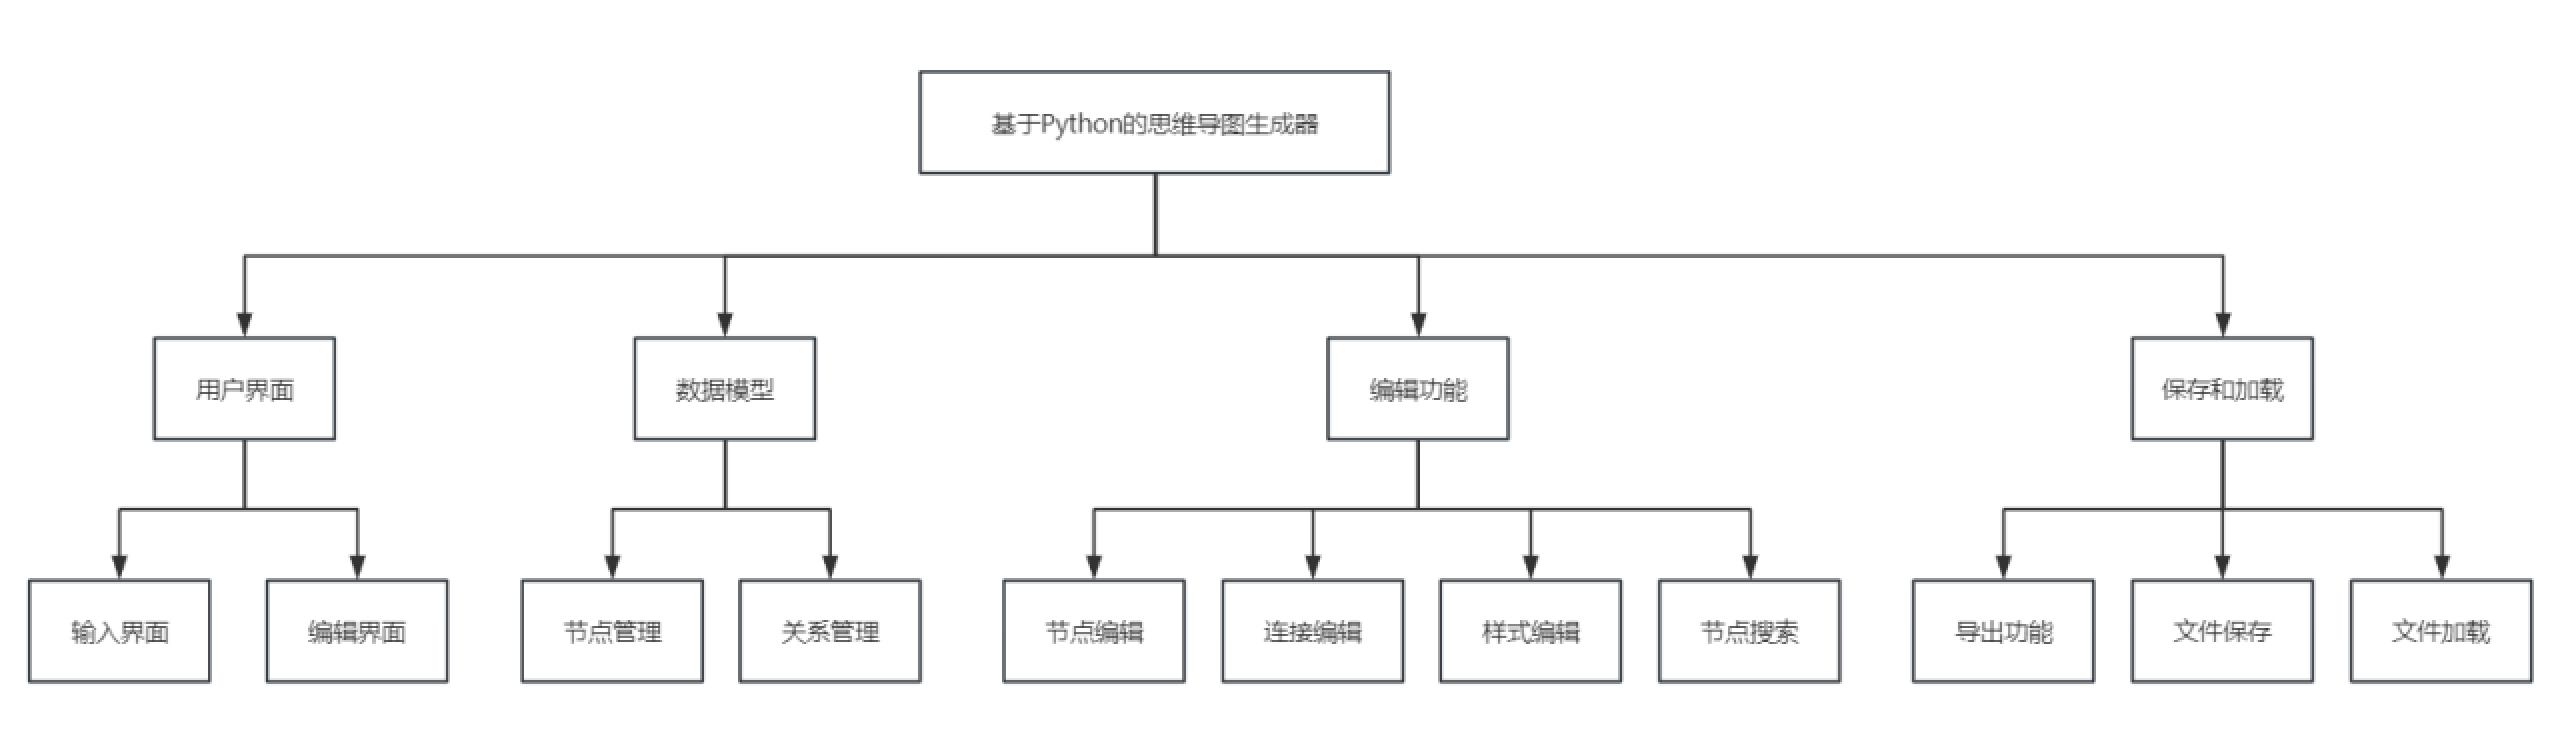 基于Python的思维导图生成器
用户界面
数据模型
编辑功能
保存和加载
输入界面
编辑界面
节点管理
关系管理
节点编辑
连接编辑
样式编辑
节点搜索
导出功能
文件保存
文件加载